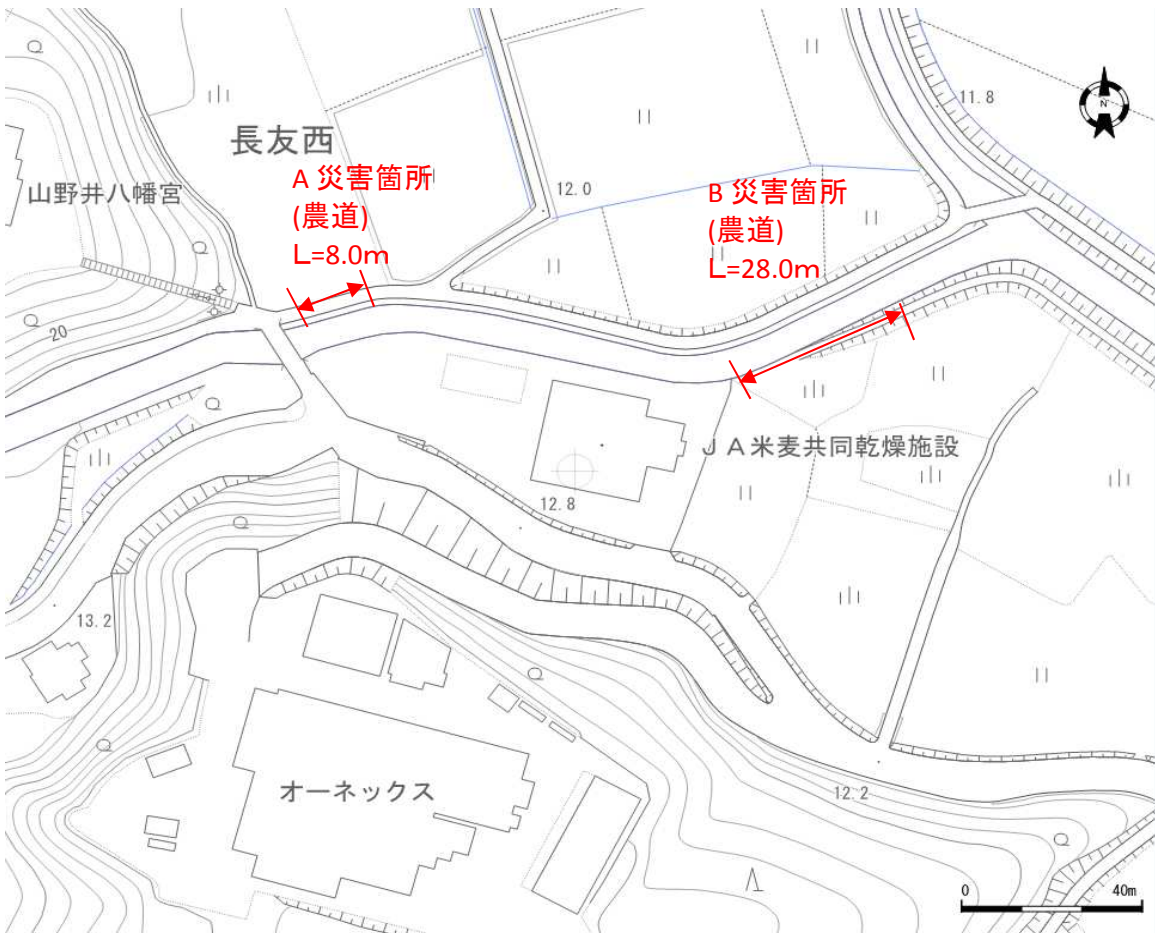 11.8
N
長友西
山野井八幡宮
A 災害箇所
(農道)
L=8.0m
12.0
B 災害箇所
(農道)
L=28.0m
20
JA米麦共同乾燥施設
12.8
13.2
オーネックス
12.2
0 40m